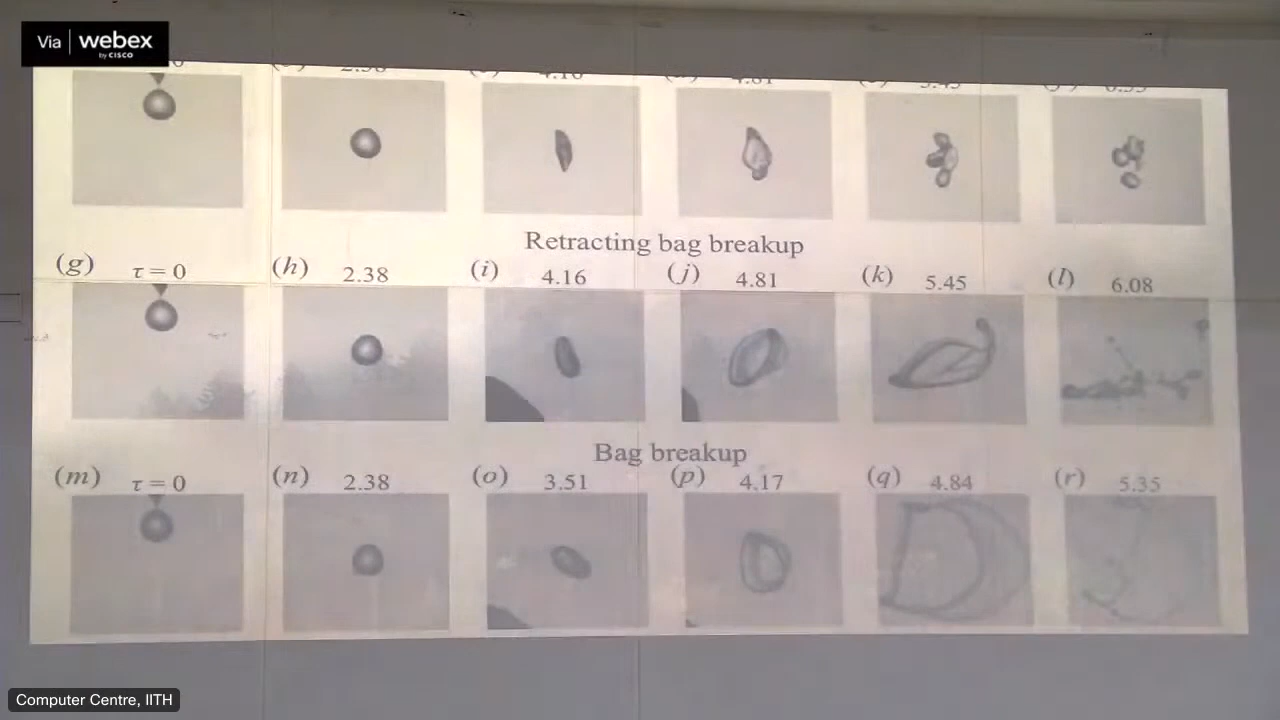 Via | webex
by CISCO
Retracting bag breakup
(g) τ = 0 (h) 2.38 (i) 4.16 (j) 4.81 (k) 5.45 (l) 6.08
Bag breakup
(m) τ = 0 (n) 2.38 (o) 3.51 (p) 4.17 (q) 4.84 (r) 5.35
Computer Centre, IITH